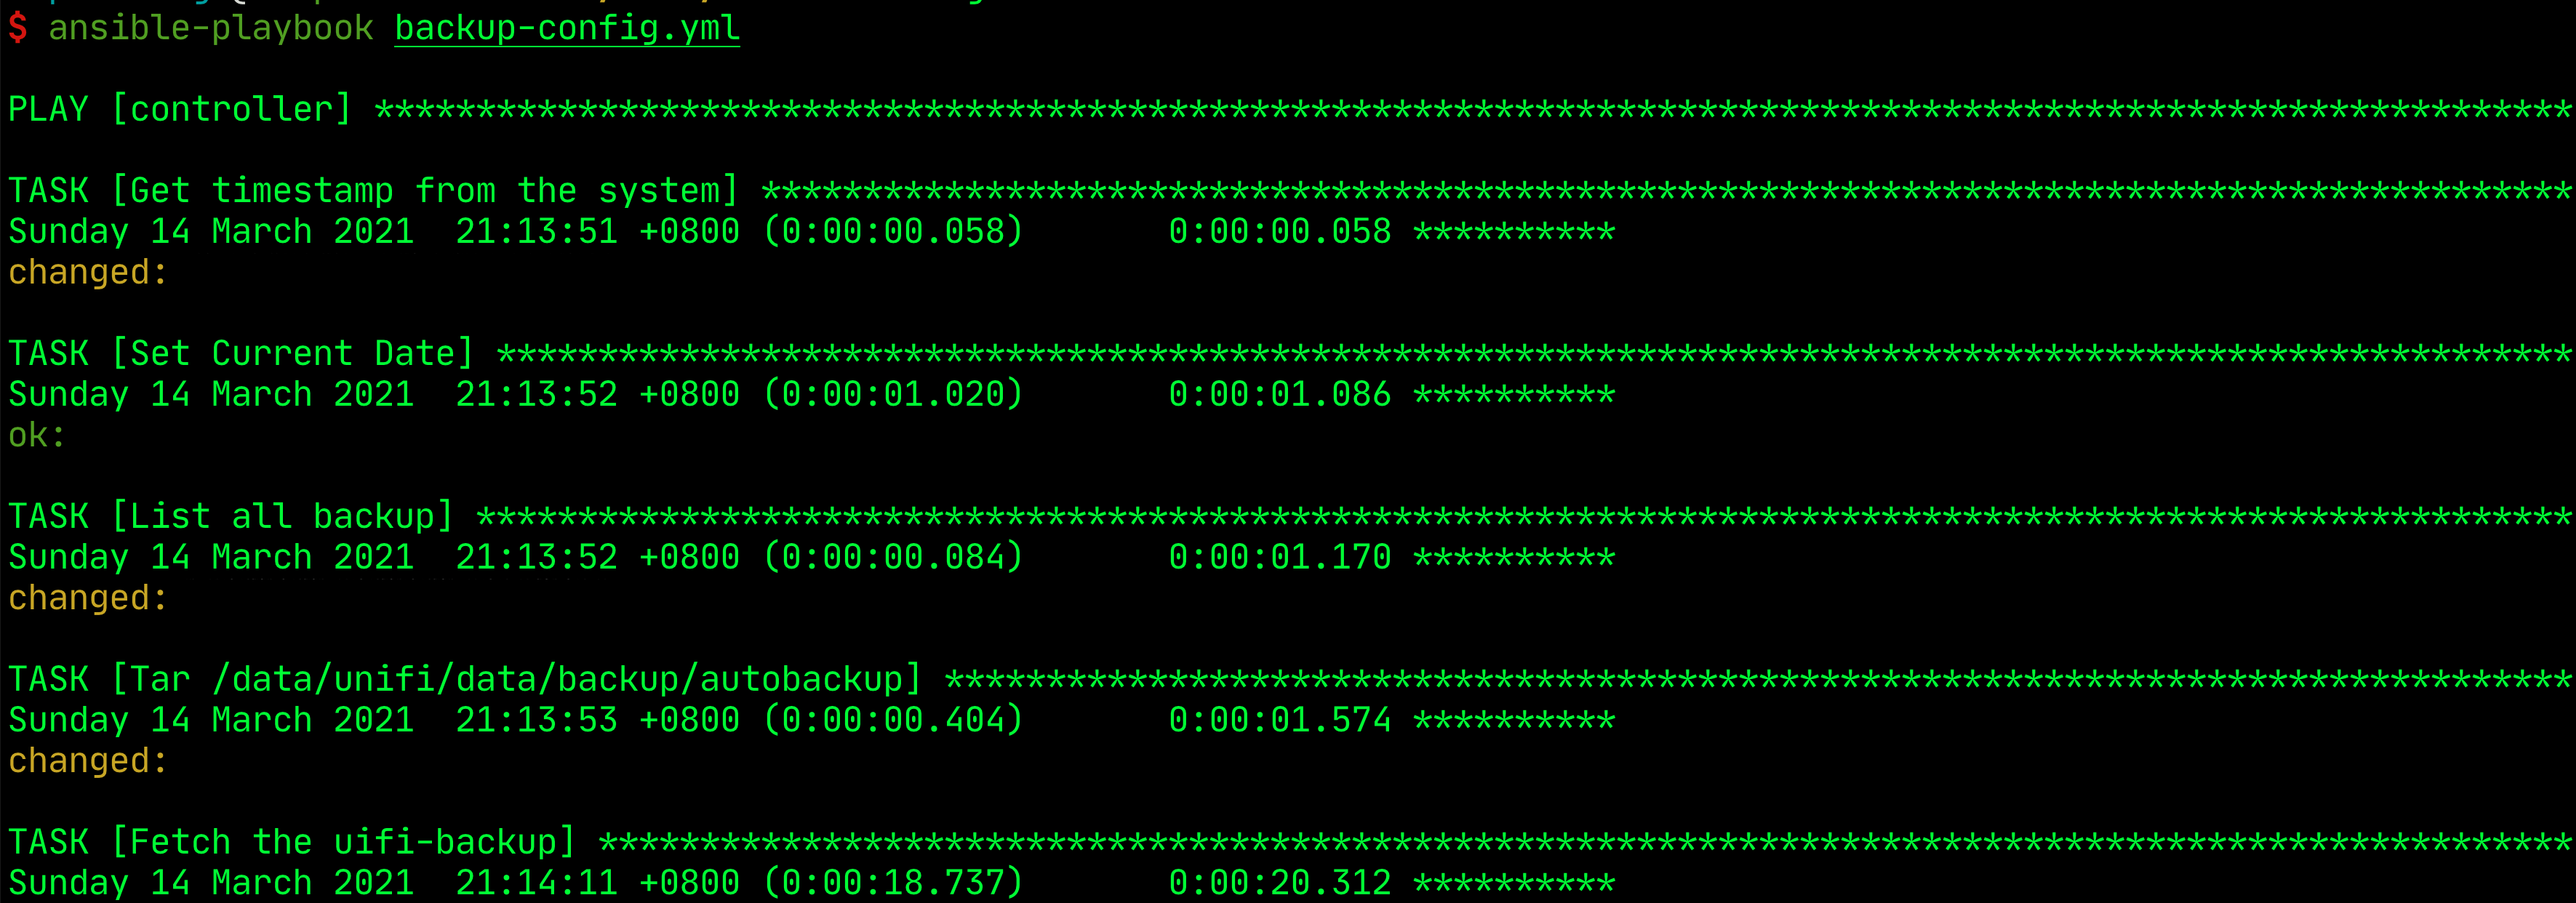 $ ansible-playbook backup-config.yml
PLAY [controller] ************************************************************************************************************
TASK [Get timestamp from the system] *****************************************************************************************
Sunday 14 March 2021  21:13:51 +0800 (0:00:00.058)       0:00:00.058 **********
changed:
TASK [Set Current Date] ******************************************************************************************************
Sunday 14 March 2021  21:13:52 +0800 (0:00:01.020)       0:00:01.086 **********
ok:
TASK [List all backup] *******************************************************************************************************
Sunday 14 March 2021  21:13:52 +0800 (0:00:00.084)       0:00:01.170 **********
changed:
TASK [Tar /data/unifi/data/backup/autobackup] ********************************************************************************
Sunday 14 March 2021  21:13:53 +0800 (0:00:00.404)       0:00:01.574 **********
changed:
TASK [Fetch the uifi-backup] *************************************************************************************************
Sunday 14 March 2021  21:14:11 +0800 (0:00:18.737)       0:00:20.312 **********